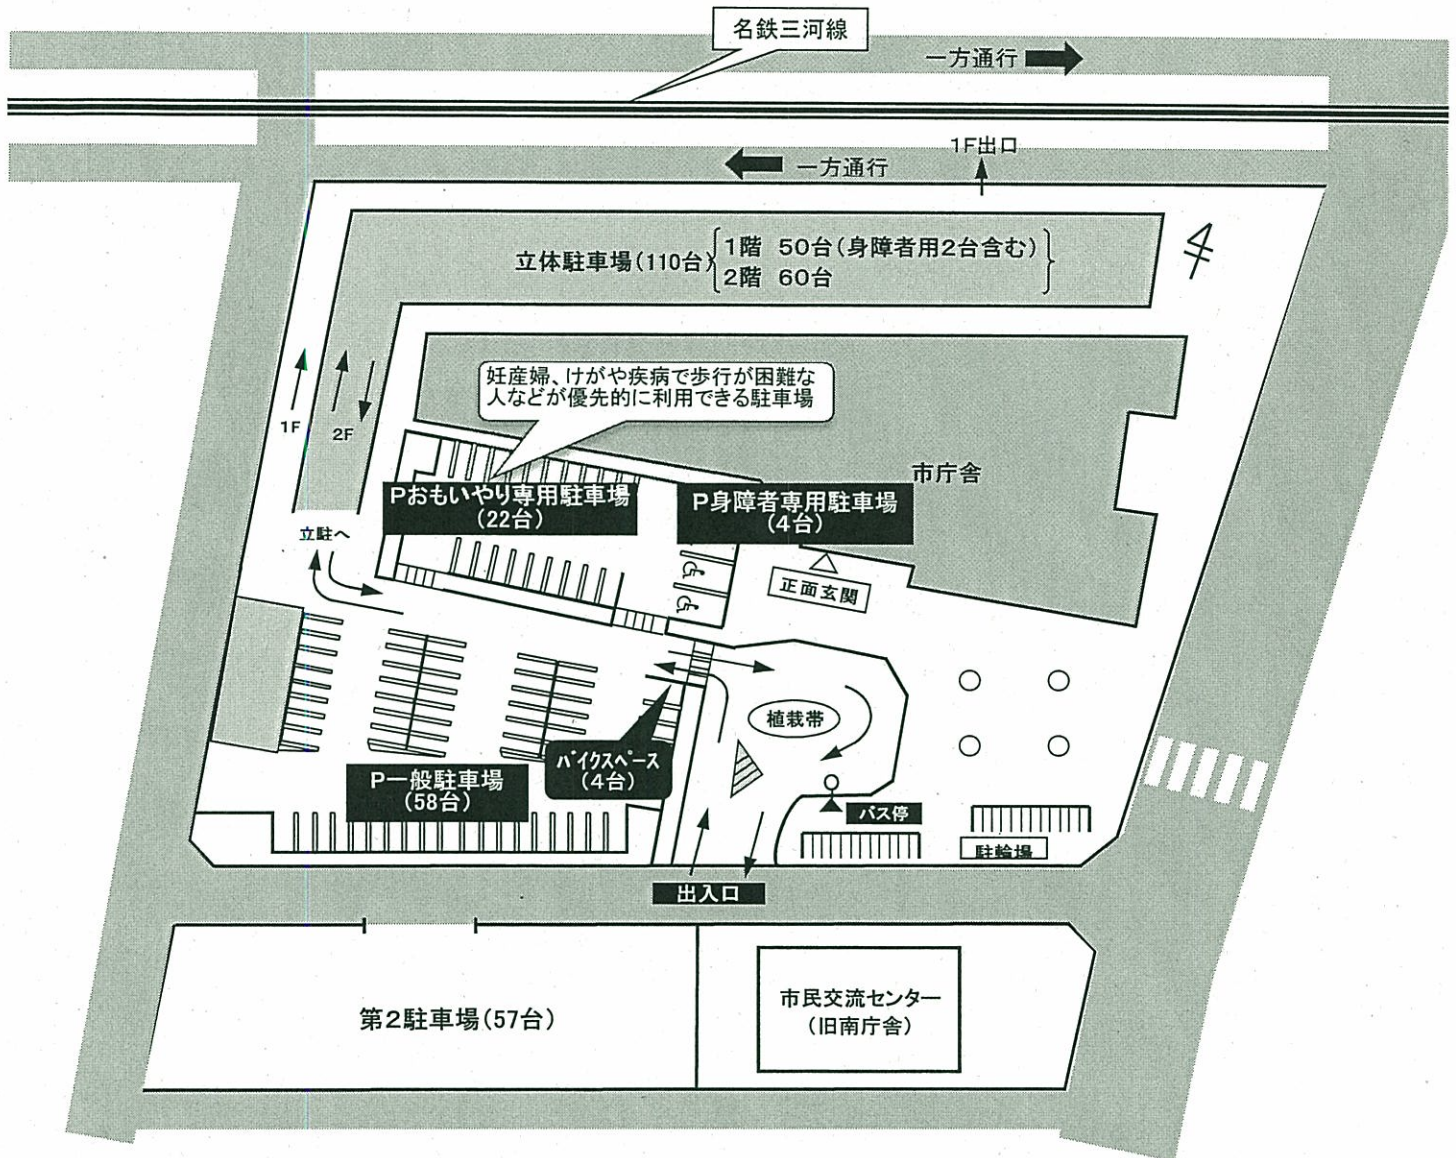 名鉄三河線
一方通行
1F出口
一方通行
立体駐車場(110台)
1階 50台(身障者用2台含む)
2階 60台
妊産婦、けがや疾病で歩行が困難な
人などが優先的に利用できる駐車場
1F
2F
市庁舎
Pおもいやり専用駐車場
(22台)
P身障者専用駐車場
(4台)
立駐へ
正面玄関
植栽帯
バイクスペース
(4台)
P一般駐車場
(58台)
バス停
駐輪場
出入口
第2駐車場(57台)
市民交流センター
(旧南庁舎)